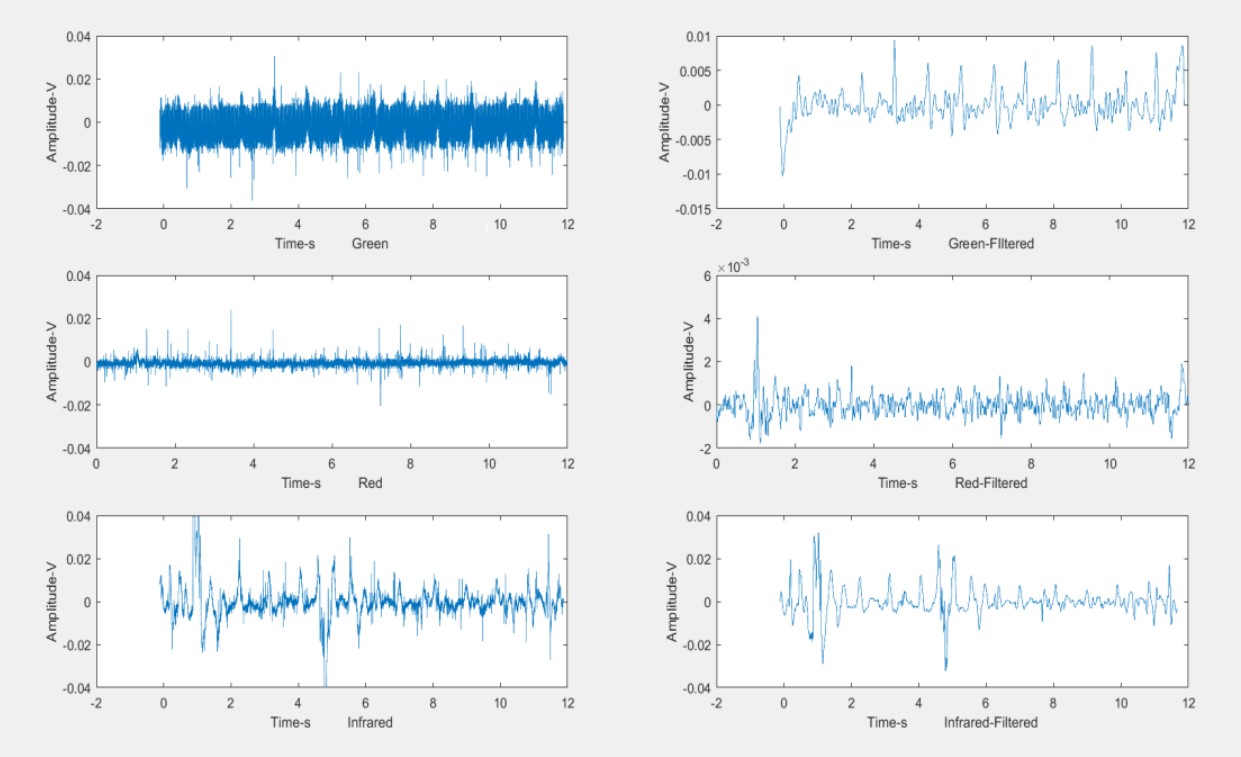 0.04
0.02
0
-0.02
-0.04
Amplitude-V
-2 0 2 4 6 8 10 12
Time-s Green
0.01
0.005
0
-0.005
-0.01
-0.015
Amplitude-V
-2 0 2 4 6 8 10 12
Time-s Green-FIltered
0.04
0.02
0
-0.02
-0.04
Amplitude-V
0 2 4 6 8 10 12
Time-s Red
×10-3
6
4
2
0
-2
Amplitude-V
0 2 4 6 8 10 12
Time-s Red-Filtered
0.04
0.02
0
-0.02
-0.04
Amplitude-V
-2 0 2 4 6 8 10 12
Time-s Infrared
0.04
0.02
0
-0.02
-0.04
Amplitude-V
-2 0 2 4 6 8 10 12
Time-s Infrared-Filtered